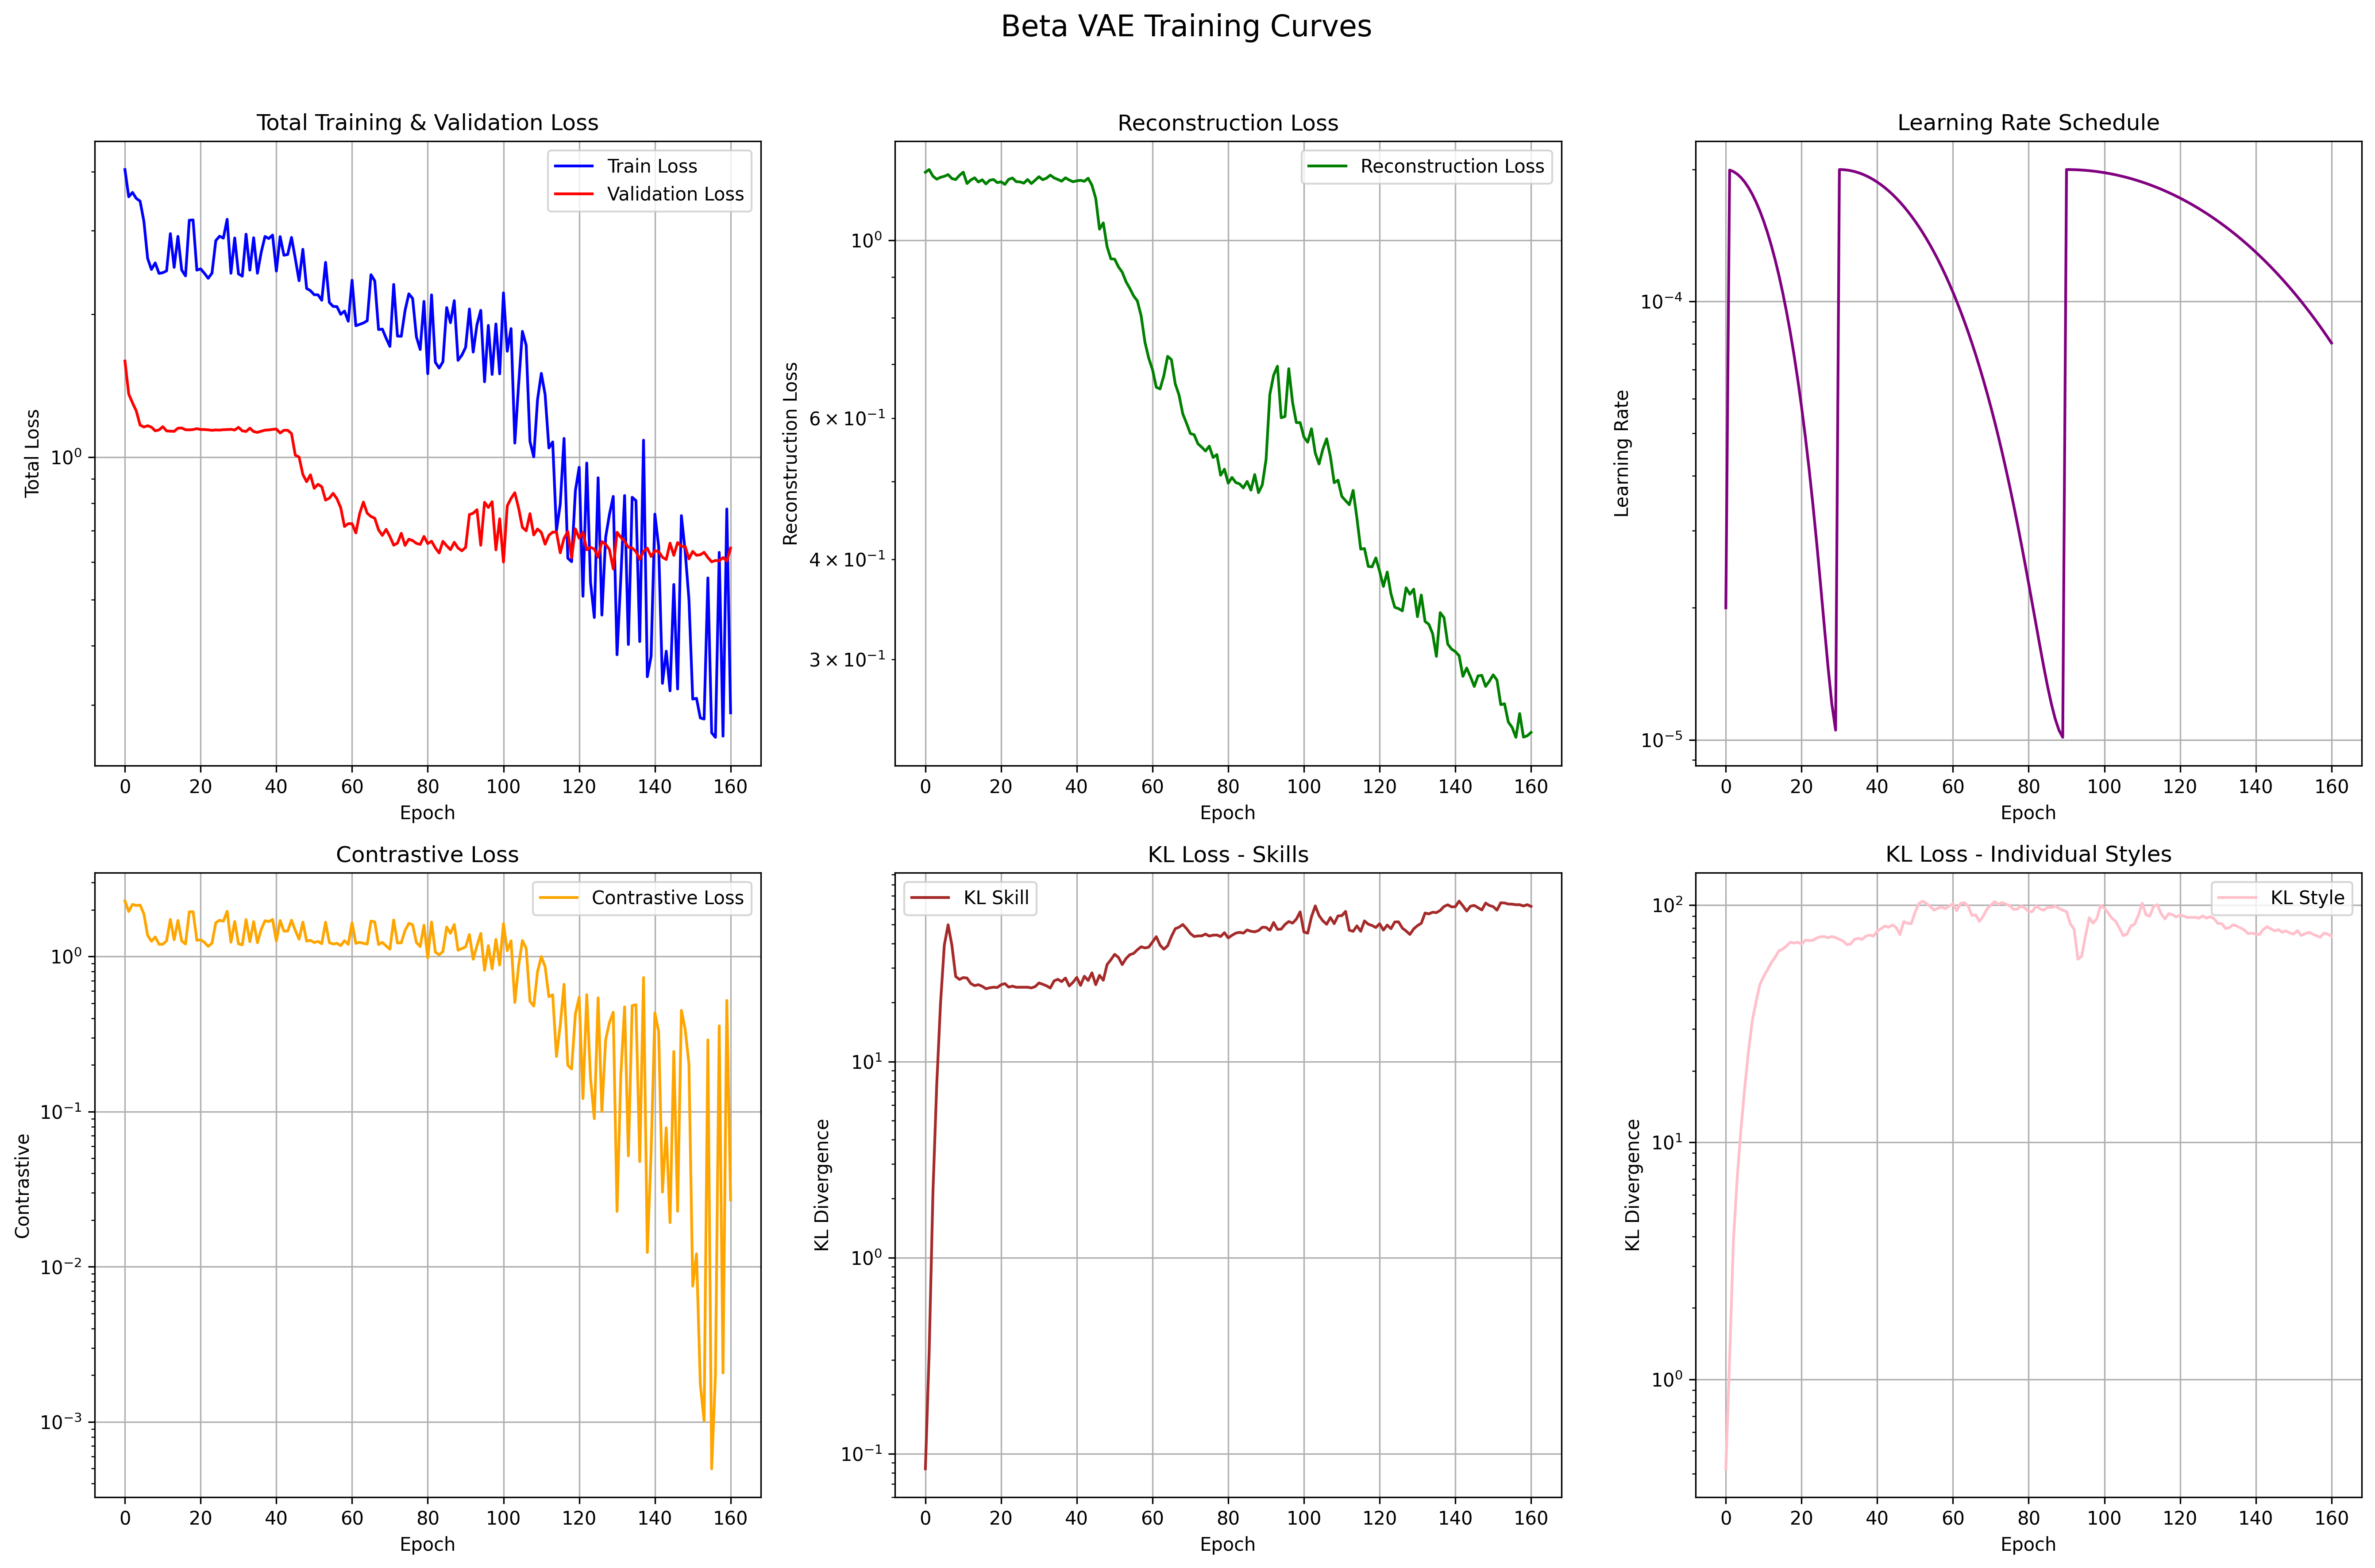 Beta VAE Training Curves
Total Training & Validation Loss
Train Loss
Validation Loss
Total Loss
10⁰
0 20 40 60 80 100 120 140 160
Epoch
Reconstruction Loss
Reconstruction Loss
Reconstruction Loss
10⁰
6 × 10⁻¹
4 × 10⁻¹
3 × 10⁻¹
0 20 40 60 80 100 120 140 160
Epoch
Learning Rate Schedule
Learning Rate
10⁻⁴
10⁻⁵
0 20 40 60 80 100 120 140 160
Epoch
Contrastive Loss
Contrastive Loss
Contrastive
10⁰
10⁻¹
10⁻²
10⁻³
0 20 40 60 80 100 120 140 160
Epoch
KL Loss - Skills
KL Skill
KL Divergence
10¹
10⁰
10⁻¹
0 20 40 60 80 100 120 140 160
Epoch
KL Loss - Individual Styles
KL Style
KL Divergence
10²
10¹
10⁰
0 20 40 60 80 100 120 140 160
Epoch